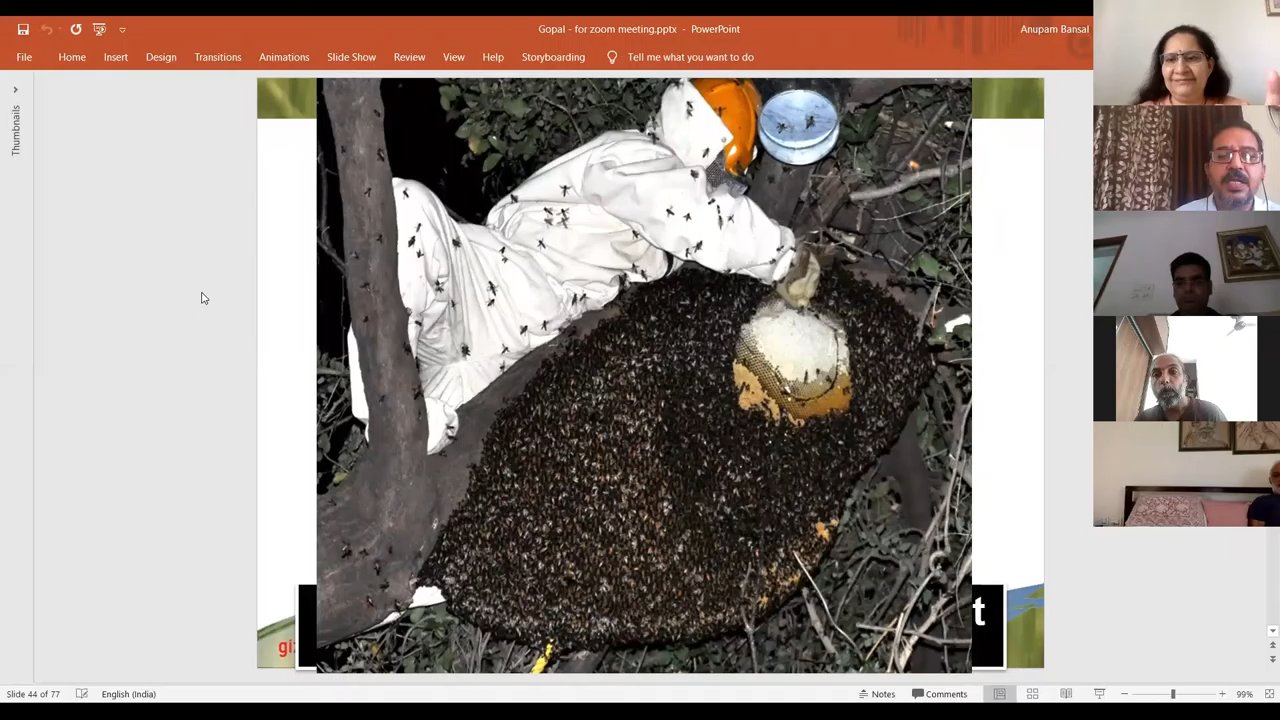 Gopal - for zoom meeting.pptx - PowerPoint
Anupam Bansal
File Home Insert Design Transitions Animations Slide Show Review View Help Storyboarding Tell me what you want to do
Thumbnails
t
Slide 44 of 77 English (India) Notes Comments 99%